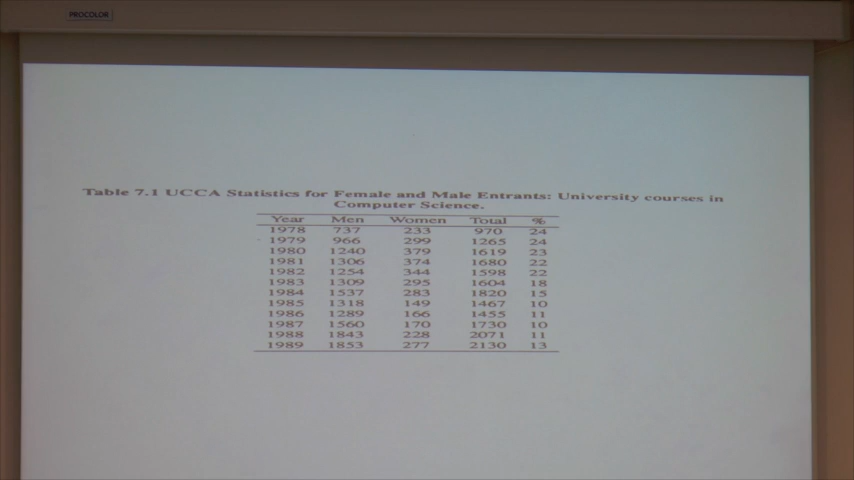 PROCOLOR
Table 7.1 UCCA Statistics for Female and Male Entrants: University courses in
Computer Science.
Year Men Women Total %
1978 737 233 970 24
1979 966 299 1265 24
1980 1240 379 1619 23
1981 1306 374 1680 22
1982 1254 344 1598 22
1983 1309 295 1604 18
1984 1537 283 1820 15
1985 1318 149 1467 10
1986 1289 166 1455 11
1987 1560 170 1730 10
1988 1843 228 2071 11
1989 1853 277 2130 13